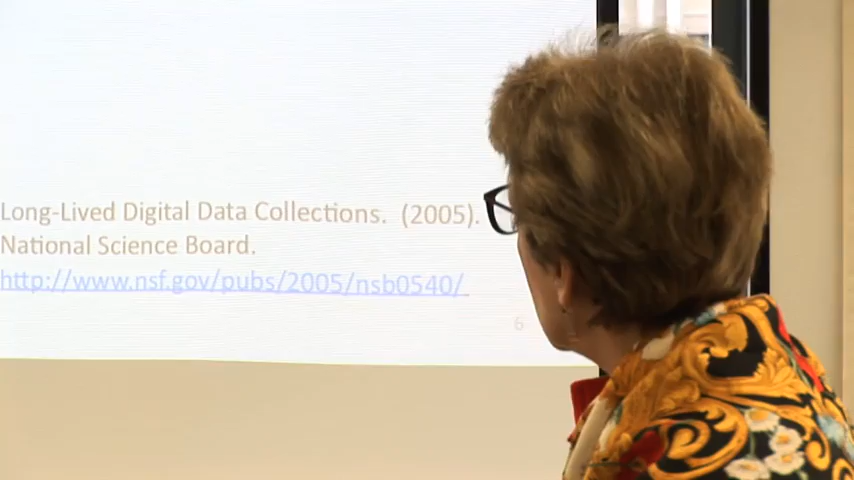 Long-Lived Digital Data Collections. (2005).
National Science Board.
http://www.nsf.gov/pubs/2005/nsb0540/
6